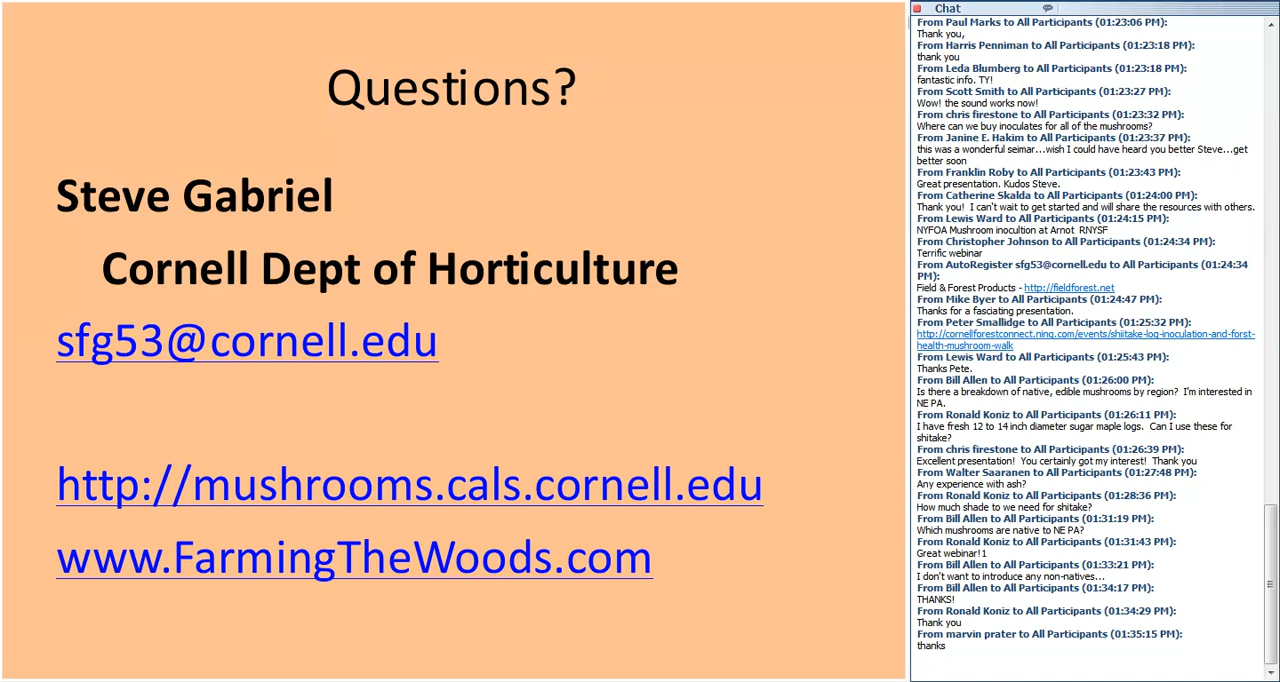 Questions?
Steve Gabriel
Cornell Dept of Horticulture
sfg53@cornell.edu
http://mushrooms.cals.cornell.edu
www.FarmingTheWoods.com
Chat
From Paul Marks to All Participants (01:23:06 PM):
Thank you,
From Harris Penniman to All Participants (01:23:18 PM):
thank you
From Leda Blumberg to All Participants (01:23:18 PM):
fantastic info. TY!
From Scott Smith to All Participants (01:23:27 PM):
Wow! the sound works now!
From chris firestone to All Participants (01:23:32 PM):
Where can we buy inoculates for all of the mushrooms?
From Janine E. Hakim to All Participants (01:23:37 PM):
this was a wonderful seimar...wish I could have heard you better Steve...get
better soon
From Franklin Roby to All Participants (01:23:43 PM):
Great presentation. Kudos Steve.
From Catherine Skalda to All Participants (01:24:00 PM):
Thank you! I can't wait to get started and will share the resources with others.
From Lewis Ward to All Participants (01:24:15 PM):
NYFOA Mushroom inocultion at Arnot RNYSF
From Christopher Johnson to All Participants (01:24:34 PM):
Terrific webinar
From AutoRegister sfg53@cornell.edu to All Participants (01:24:34
PM):
Field & Forest Products - http://fieldforest.net
From Mike Byer to All Participants (01:24:47 PM):
Thanks for a fasciating presentation.
From Peter Smallidge to All Participants (01:25:32 PM):
http://cornellforestconnect.ning.com/events/shiitake-log-inoculation-and-forst-
health-mushroom-walk
From Lewis Ward to All Participants (01:25:43 PM):
Thanks Pete.
From Bill Allen to All Participants (01:26:00 PM):
Is there a breakdown of native, edible mushrooms by region? I'm interested in
NE PA.
From Ronald Koniz to All Participants (01:26:11 PM):
I have fresh 12 to 14 inch diameter sugar maple logs. Can I use these for
shitake?
From chris firestone to All Participants (01:26:39 PM):
Excellent presentation! You certainly got my interest! Thank you
From Walter Saaranen to All Participants (01:27:48 PM):
Any experience with ash?
From Ronald Koniz to All Participants (01:28:36 PM):
How much shade to we need for shitake?
From Bill Allen to All Participants (01:31:19 PM):
Which mushrooms are native to NE PA?
From Ronald Koniz to All Participants (01:31:43 PM):
Great webinar!1
From Bill Allen to All Participants (01:33:21 PM):
I don't want to introduce any non-natives...
From Bill Allen to All Participants (01:34:17 PM):
THANKS!
From Ronald Koniz to All Participants (01:34:29 PM):
Thank you
From marvin prater to All Participants (01:35:15 PM):
thanks